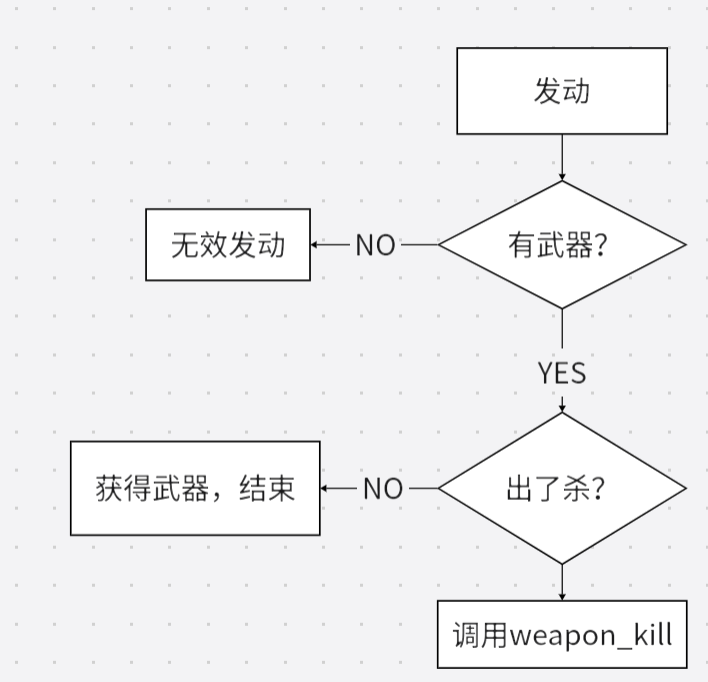 发动
有武器？
NO
无效发动
YES
出了杀？
NO
获得武器，结束
调用weapon_kill